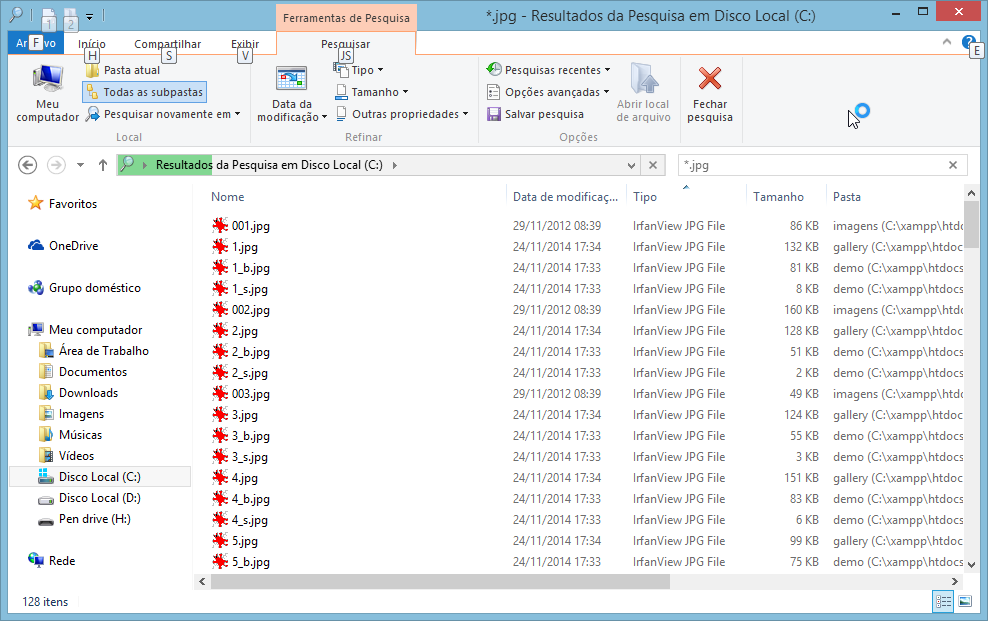 1 2
Ferramentas de Pesquisa
*.jpg - Resultados da Pesquisa em Disco Local (C:)
Início Compartilhar Exibir Pesquisar
F H S V JS E
Meu computador
Pasta atual
Todas as subpastas
Pesquisar novamente em
Local
Data da modificação
Tipo
Tamanho
Outras propriedades
Refinar
Pesquisas recentes
Opções avançadas
Salvar pesquisa
Abrir local de arquivo
Opções
Fechar pesquisa
Resultados da Pesquisa em Disco Local (C:)
*.jpg
Favoritos
OneDrive
Grupo doméstico
Meu computador
Área de Trabalho
Documentos
Downloads
Imagens
Músicas
Vídeos
Disco Local (C:)
Disco Local (D:)
Pen drive (H:)
Rede
Nome Data de modificaç... Tipo Tamanho Pasta
001.jpg 29/11/2012 08:39 IrfanView JPG File 86 KB imagens (C:\xampp\htdc
1.jpg 24/11/2014 17:34 IrfanView JPG File 132 KB gallery (C:\xampp\htdoc
1_b.jpg 24/11/2014 17:33 IrfanView JPG File 81 KB demo (C:\xampp\htdocs
1_s.jpg 24/11/2014 17:33 IrfanView JPG File 8 KB demo (C:\xampp\htdocs
002.jpg 29/11/2012 08:39 IrfanView JPG File 160 KB imagens (C:\xampp\htdc
2.jpg 24/11/2014 17:34 IrfanView JPG File 128 KB gallery (C:\xampp\htdoc
2_b.jpg 24/11/2014 17:33 IrfanView JPG File 51 KB demo (C:\xampp\htdocs
2_s.jpg 24/11/2014 17:33 IrfanView JPG File 2 KB demo (C:\xampp\htdocs
003.jpg 29/11/2012 08:39 IrfanView JPG File 49 KB imagens (C:\xampp\htdc
3.jpg 24/11/2014 17:34 IrfanView JPG File 124 KB gallery (C:\xampp\htdoc
3_b.jpg 24/11/2014 17:33 IrfanView JPG File 55 KB demo (C:\xampp\htdocs
3_s.jpg 24/11/2014 17:33 IrfanView JPG File 3 KB demo (C:\xampp\htdocs
4.jpg 24/11/2014 17:34 IrfanView JPG File 151 KB gallery (C:\xampp\htdoc
4_b.jpg 24/11/2014 17:33 IrfanView JPG File 83 KB demo (C:\xampp\htdocs
4_s.jpg 24/11/2014 17:33 IrfanView JPG File 6 KB demo (C:\xampp\htdocs
5.jpg 24/11/2014 17:34 IrfanView JPG File 99 KB gallery (C:\xampp\htdoc
5_b.jpg 24/11/2014 17:33 IrfanView JPG File 75 KB demo (C:\xampp\htdocs
128 itens